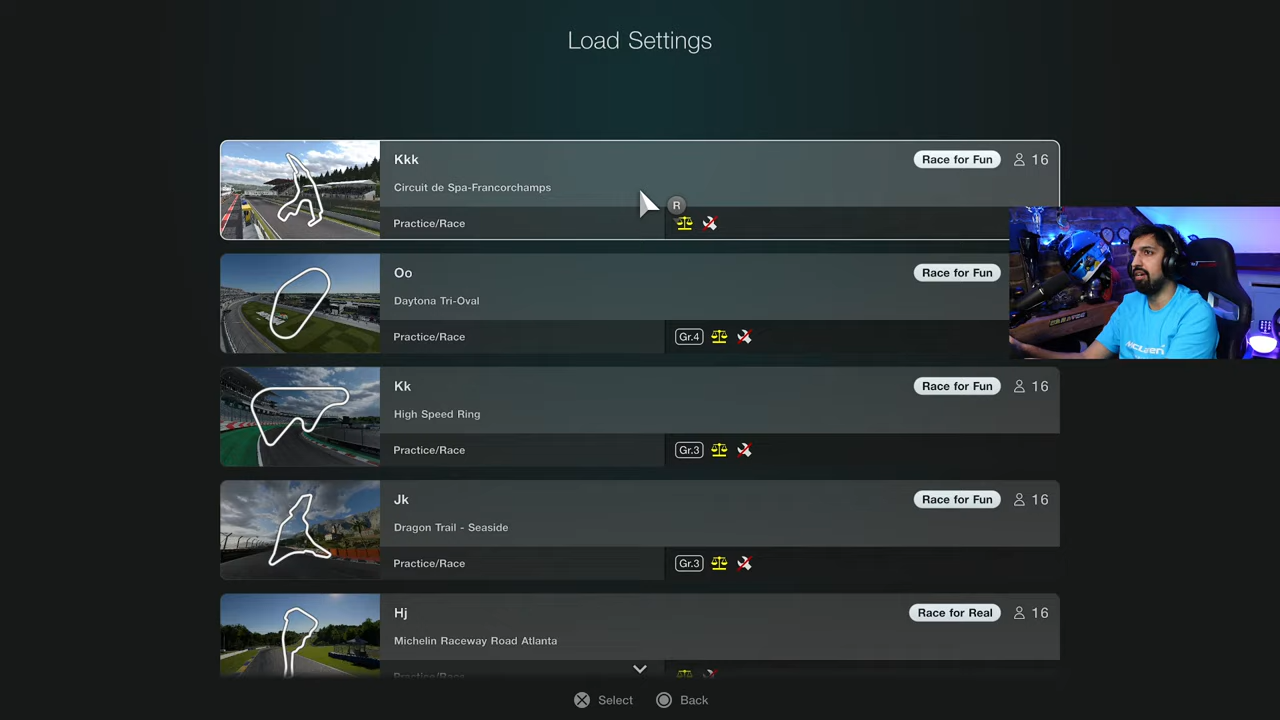 Load Settings
Kkk
Race for Fun
16
Circuit de Spa-Francorchamps
R
Practice/Race
Oo
Race for Fun
Daytona Tri-Oval
Practice/Race
Gr.4
Kk
Race for Fun
16
High Speed Ring
Practice/Race
Gr.3
Jk
Race for Fun
16
Dragon Trail - Seaside
Practice/Race
Gr.3
Hj
Race for Real
16
Michelin Raceway Road Atlanta
Practice/Race
Select
Back
McLaren